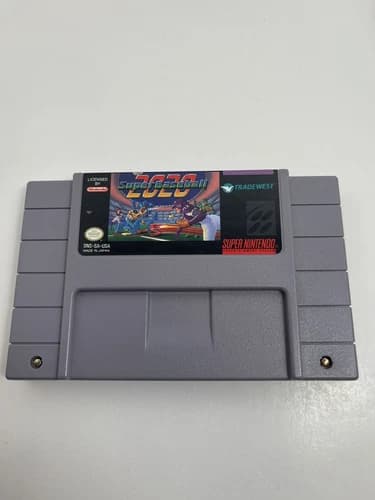 LICENSED
BY
Nintendo
2020
Super Baseball
TRADEWEST
SNS-SA-USA
MADE IN JAPAN
SUPER NINTENDO